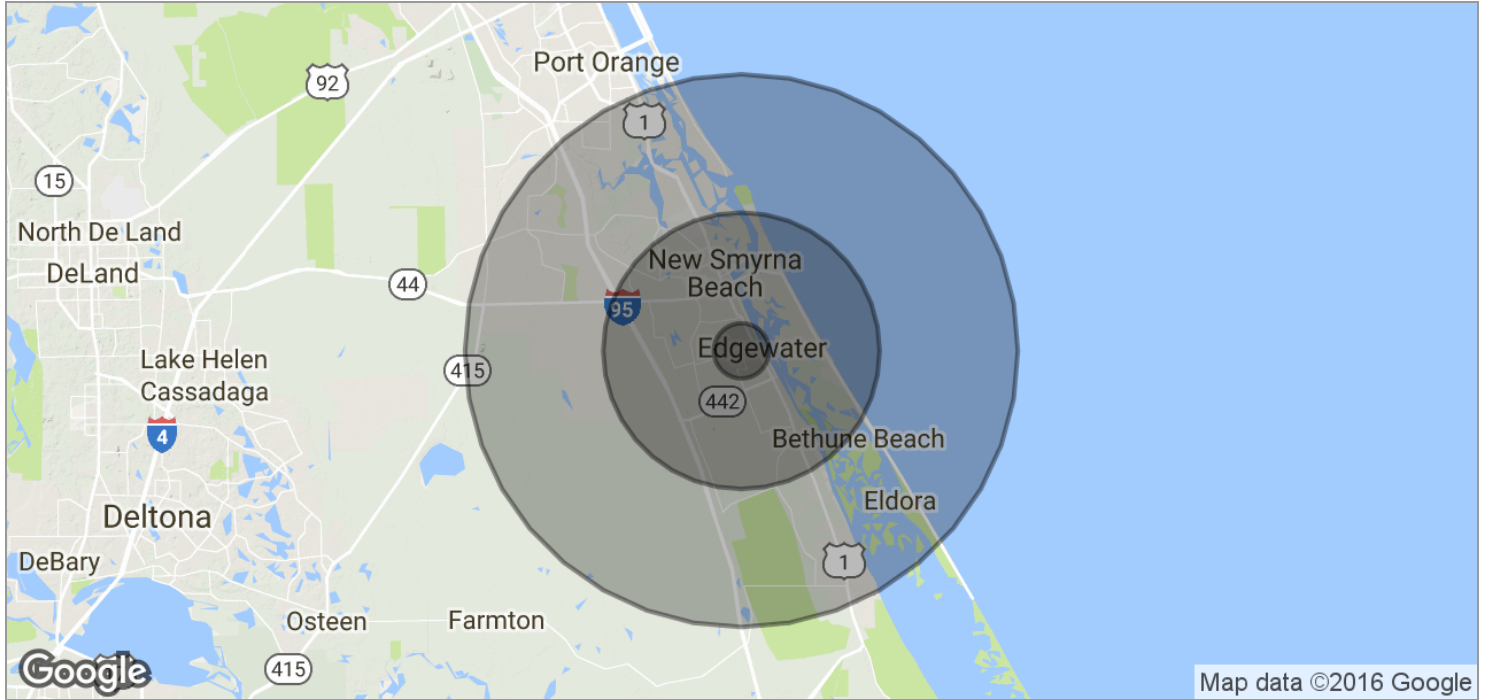 Port Orange
92
1
15
North De Land
DeLand
New Smyrna
Beach
44
95
Edgewater
Lake Helen
Cassadaga
415
442
4
Bethune Beach
Deltona
Eldora
DeBary
1
Osteen
Farmton
415
Google
Map data ©2016 Google